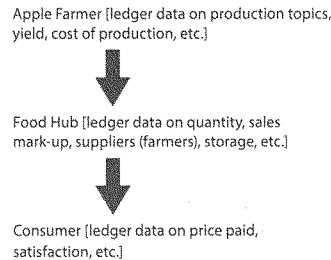 Apple Farmer [ledger data on production topics,
yield, cost of production, etc.]
Food Hub [ledger data on quantity, sales
mark-up, suppliers (farmers), storage, etc.]
Consumer [ledger data on price paid,
satisfaction, etc.]